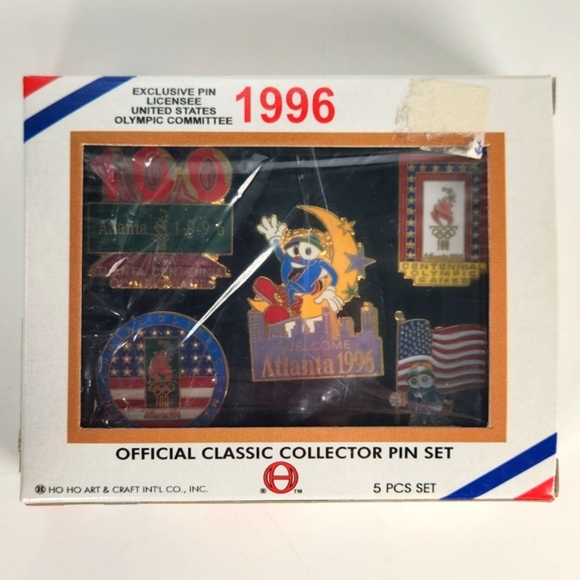 EXCLUSIVE PIN
LICENSEE
UNITED STATES
OLYMPIC COMMITTEE
1996
100
Atlanta
CENTENNIAL
OLYMPIC
GAMES
WELCOME
Atlanta 1996
OFFICIAL CLASSIC COLLECTOR PIN SET
H HO HO ART & CRAFT INT'L CO., INC.
H
® ™
5 PCS SET